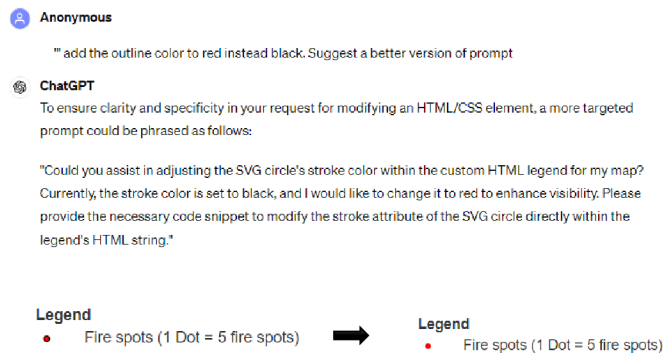 Anonymous
"' add the outline color to red instead black. Suggest a better version of prompt
ChatGPT
To ensure clarity and specificity in your request for modifying an HTML/CSS element, a more targeted
prompt could be phrased as follows:
"Could you assist in adjusting the SVG circle's stroke color within the custom HTML legend for my map?
Currently, the stroke color is set to black, and I would like to change it to red to enhance visibility. Please
provide the necessary code snippet to modify the stroke attribute of the SVG circle directly within the
legend's HTML string."
Legend
Fire spots (1 Dot = 5 fire spots)
Legend
Fire spots (1 Dot = 5 fire spots)